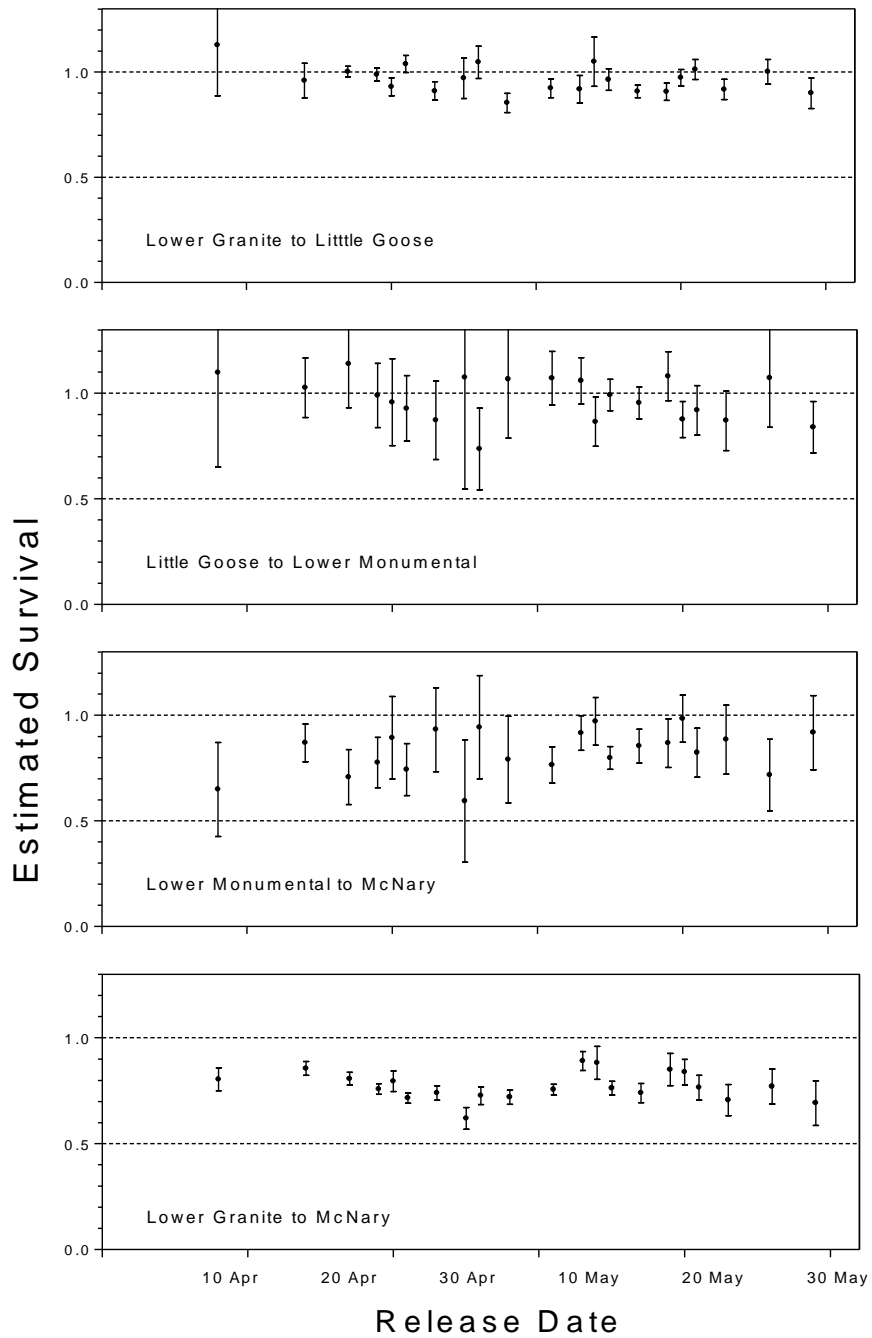 Estimated Survival
1.0
0.5
0.0
Lower Granite to Litttle Goose
1.0
0.5
0.0
Little Goose to Lower Monumental
1.0
0.5
0.0
Lower Monumental to McNary
1.0
0.5
0.0
Lower Granite to McNary
10 Apr 20 Apr 30 Apr 10 May 20 May 30 May
Release Date